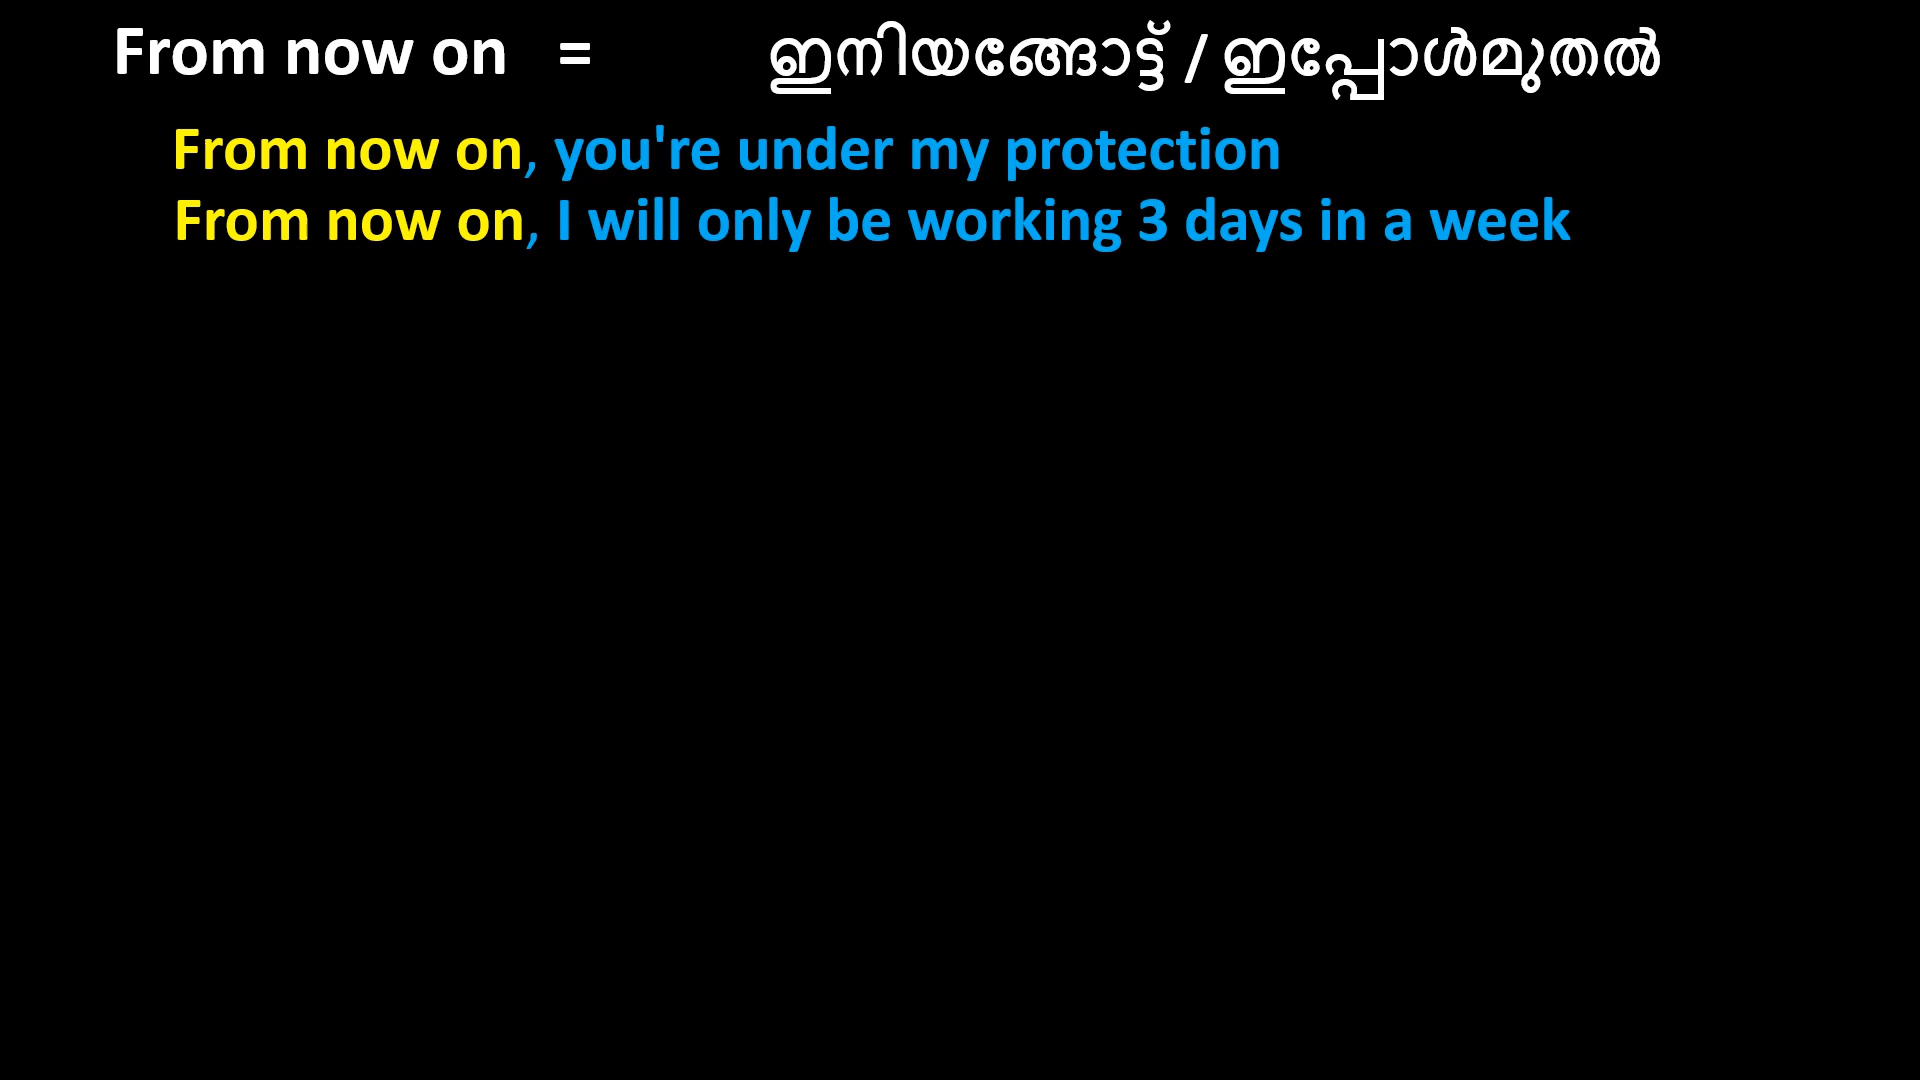 From now on = ഇനിയങ്ങോട്ട് / ഇപ്പോൾമുതൽ
From now on, you're under my protection
From now on, I will only be working 3 days in a week